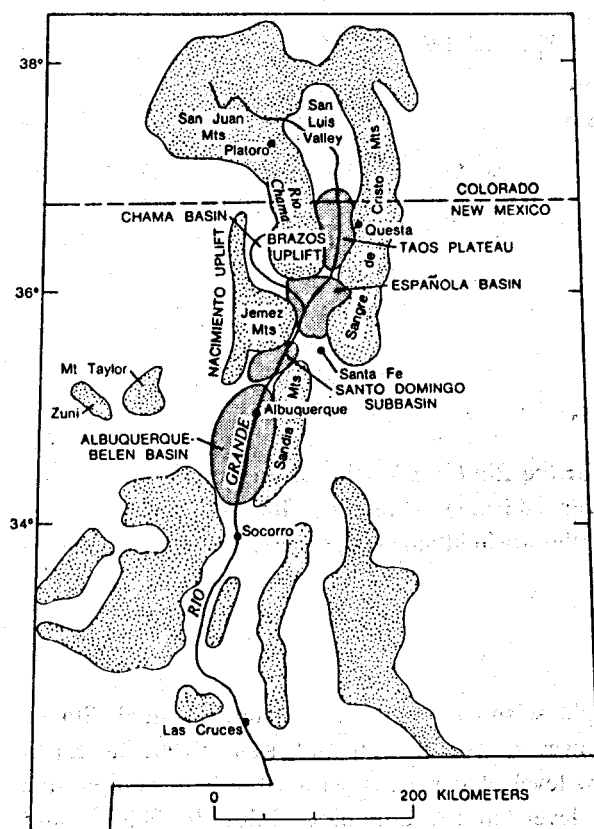 38°
San Juan
Mts
Platoro
San
Luis
Valley
Sangre de Cristo Mts
COLORADO
NEW MEXICO
Rio
Chama
CHAMA BASIN
BRAZOS
UPLIFT
Questa
TAOS PLATEAU
36°
ESPAÑOLA BASIN
NACIMIENTO UPLIFT
Jemez
Mts
Santa Fe
SANTO DOMINGO
SUBBASIN
Mt Taylor
Zuni
Albuquerque
Sandia Mts
ALBUQUERQUE-
BELEN BASIN
RIO GRANDE
34°
Socorro
Las Cruces
0 200 KILOMETERS